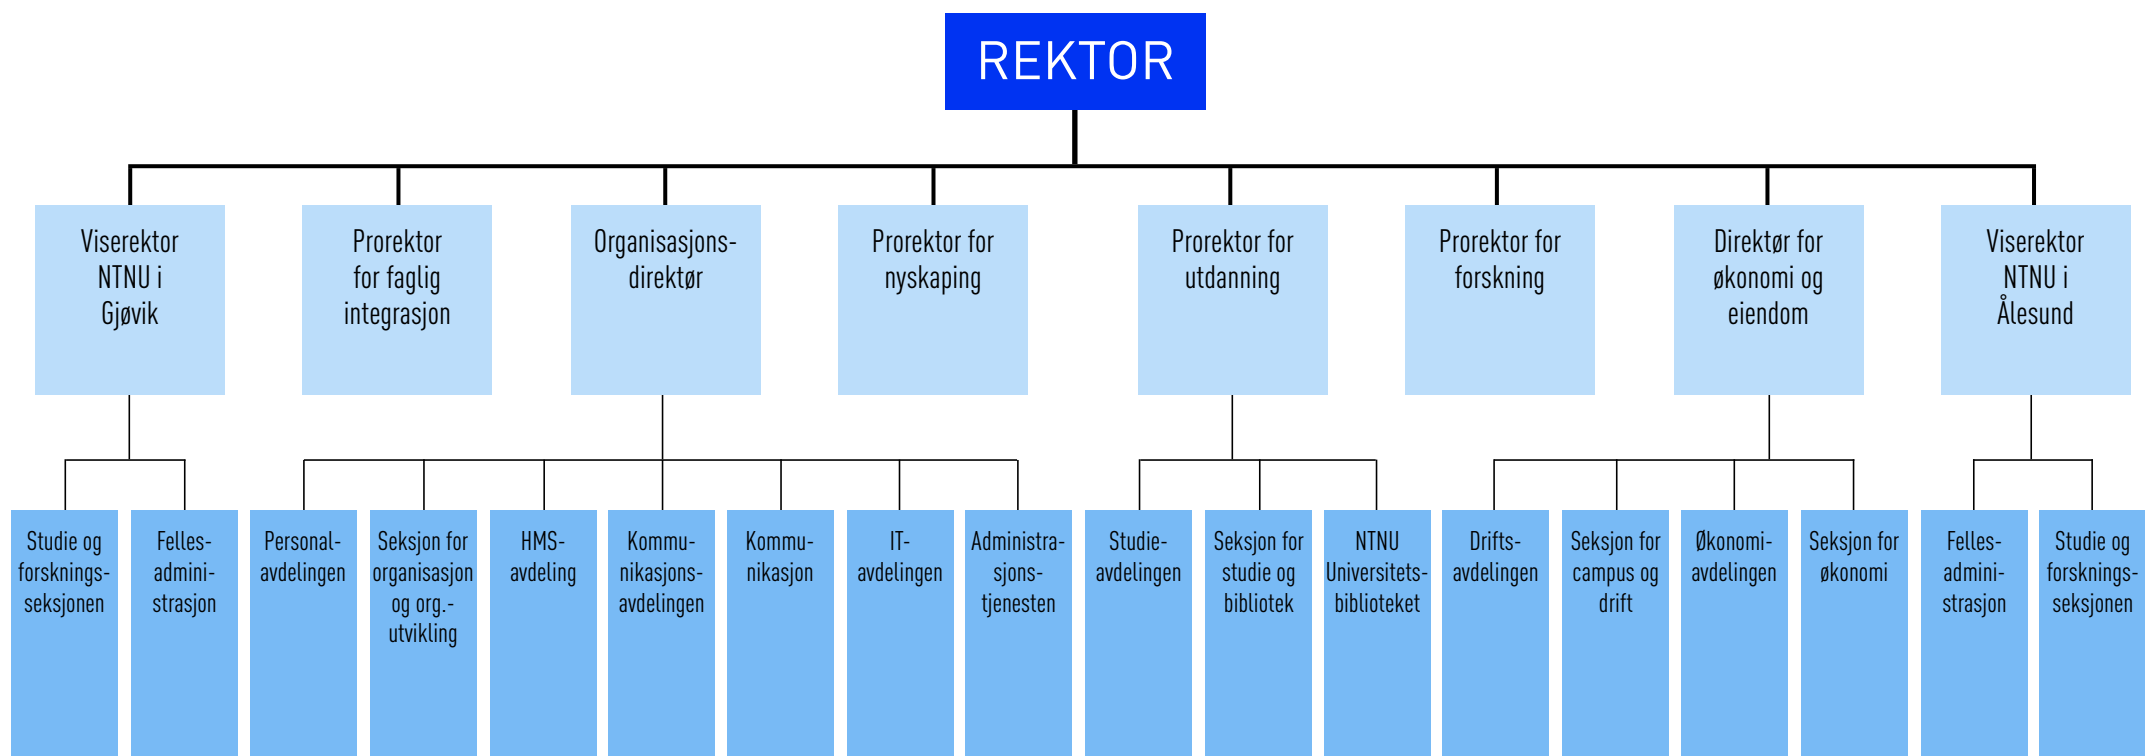 REKTOR
Viserektor
NTNU i
Gjøvik
Prorektor
for faglig
integrasjon
Organisasjons-
direktør
Prorektor for
nyskaping
Prorektor for
utdanning
Prorektor for
forskning
Direktør for
økonomi og
eiendom
Viserektor
NTNU i
Ålesund
Studie og
forsknings-
seksjonen
Felles-
admini-
strasjon
Personal-
avdelingen
Seksjon for
organisasjon
og org.-
utvikling
HMS-
avdeling
Kommu-
nikasjons-
avdelingen
Kommu-
nikasjon
IT-
avdelingen
Administra-
sjons-
tjenesten
Studie-
avdelingen
Seksjon for
studie og
bibliotek
NTNU
Universitets-
biblioteket
Drifts-
avdelingen
Seksjon for
campus og
drift
Økonomi-
avdelingen
Seksjon for
økonomi
Felles-
admini-
strasjon
Studie og
forsknings-
seksjonen